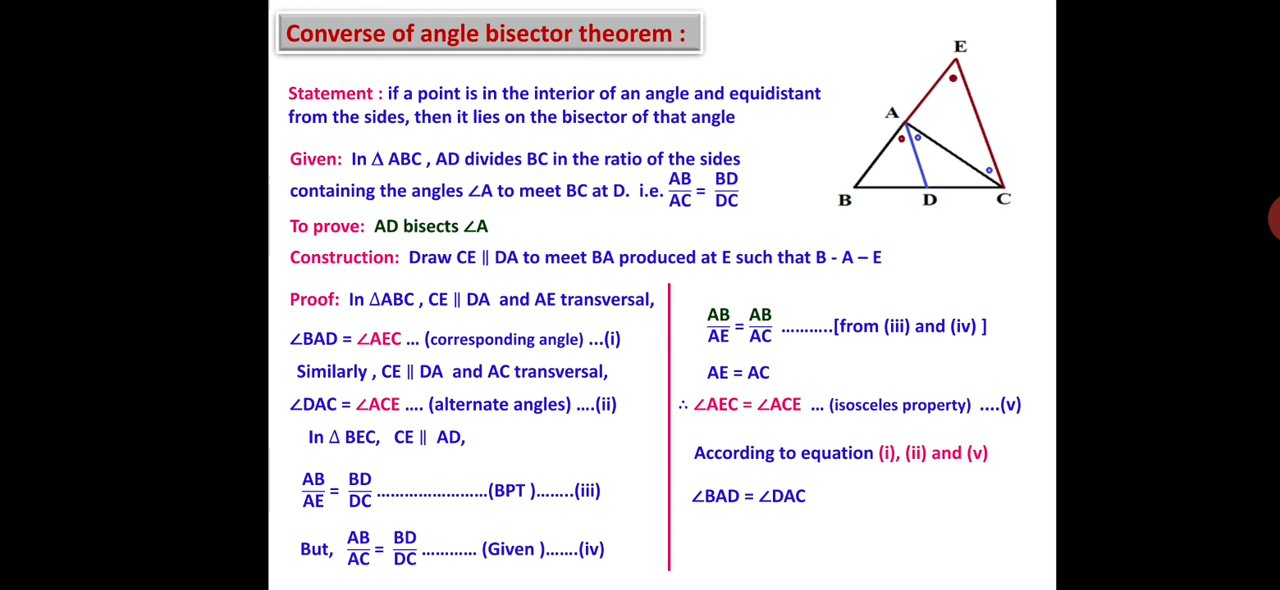 Converse of angle bisector theorem :
Statement : if a point is in the interior of an angle and equidistant
from the sides, then it lies on the bisector of that angle
Given: In Δ ABC , AD divides BC in the ratio of the sides
containing the angles ∠A to meet BC at D. i.e. AB/AC = BD/DC
To prove: AD bisects ∠A
Construction: Draw CE ∥ DA to meet BA produced at E such that B - A – E
Proof: In ΔABC , CE ∥ DA and AE transversal,
∠BAD = ∠AEC ... (corresponding angle) ...(i)
Similarly , CE ∥ DA and AC transversal,
∠DAC = ∠ACE .... (alternate angles) ....(ii)
In Δ BEC, CE ∥ AD,
AB/AE = BD/DC ........................(BPT )........(iii)
But, AB/AC = BD/DC ............ (Given ).......(iv)
AB/AE = AB/AC ...........[from (iii) and (iv) ]
AE = AC
∴ ∠AEC = ∠ACE ... (isosceles property) ....(v)
According to equation (i), (ii) and (v)
∠BAD = ∠DAC
E
A
B
D
C